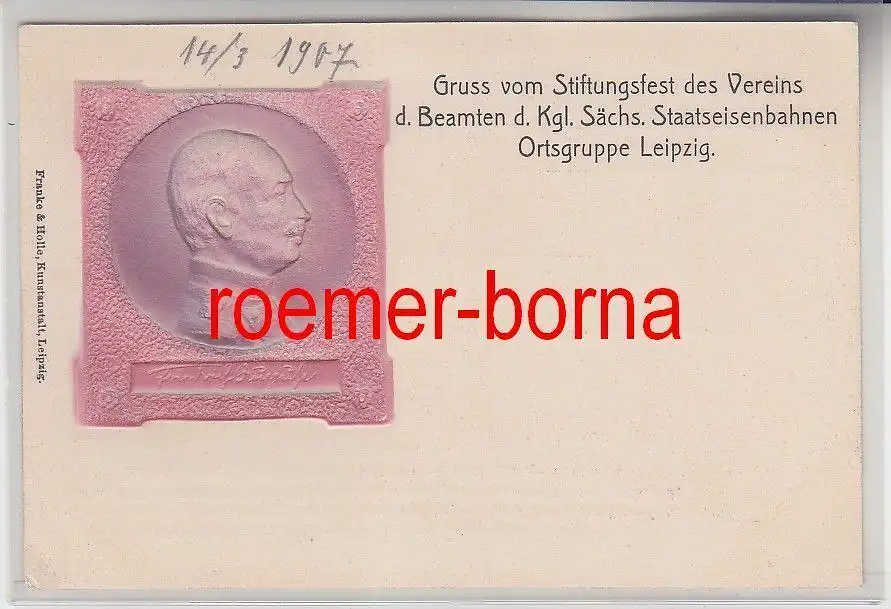 14/3 1907
Gruss vom Stiftungsfest des Vereins
d. Beamten d. Kgl. Sächs. Staatseisenbahnen
Ortsgruppe Leipzig.
Franke & Holle, Kunstanstalt, Leipzig.
roemer-borna